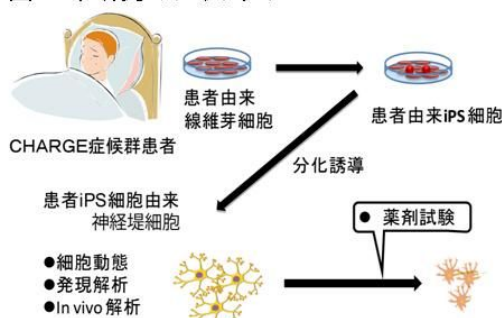 患者由来
線維芽細胞
患者由来iPS細胞
CHARGE症候群患者
分化誘導
患者iPS細胞由来
神経堤細胞
● 薬剤試験
●細胞動態
●発現解析
●In vivo 解析